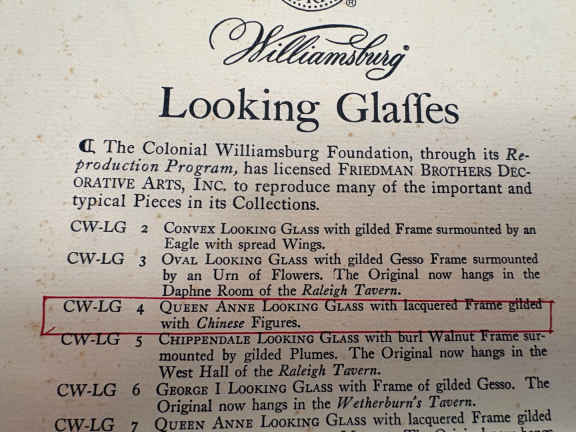 Williamsburg®
Looking Glaſſes
¶ The Colonial Williamsburg Foundation, through its Re-
production Program, has licensed FRIEDMAN BROTHERS DEC-
ORATIVE ARTS, INC. to reproduce many of the important and
typical Pieces in its Collections.
CW-LG 2 CONVEX LOOKING GLASS with gilded Frame surmounted by an
Eagle with spread Wings.
CW-LG 3 OVAL LOOKING GLASS with gilded Gesso Frame surmounted
by an Urn of Flowers. The Original now hangs in the
Daphne Room of the Raleigh Tavern.
CW-LG 4 QUEEN ANNE LOOKING GLASS with lacquered Frame gilded
with Chinese Figures.
CW-LG 5 CHIPPENDALE LOOKING GLASS with burl Walnut Frame sur-
mounted by gilded Plumes. The Original now hangs in the
West Hall of the Raleigh Tavern.
CW-LG 6 GEORGE I LOOKING GLASS with Frame of gilded Gesso. The
Original now hangs in the Wetherburn's Tavern.
CW-LG 7 QUEEN ANNE LOOKING GLASS with lacquered Frame gilded